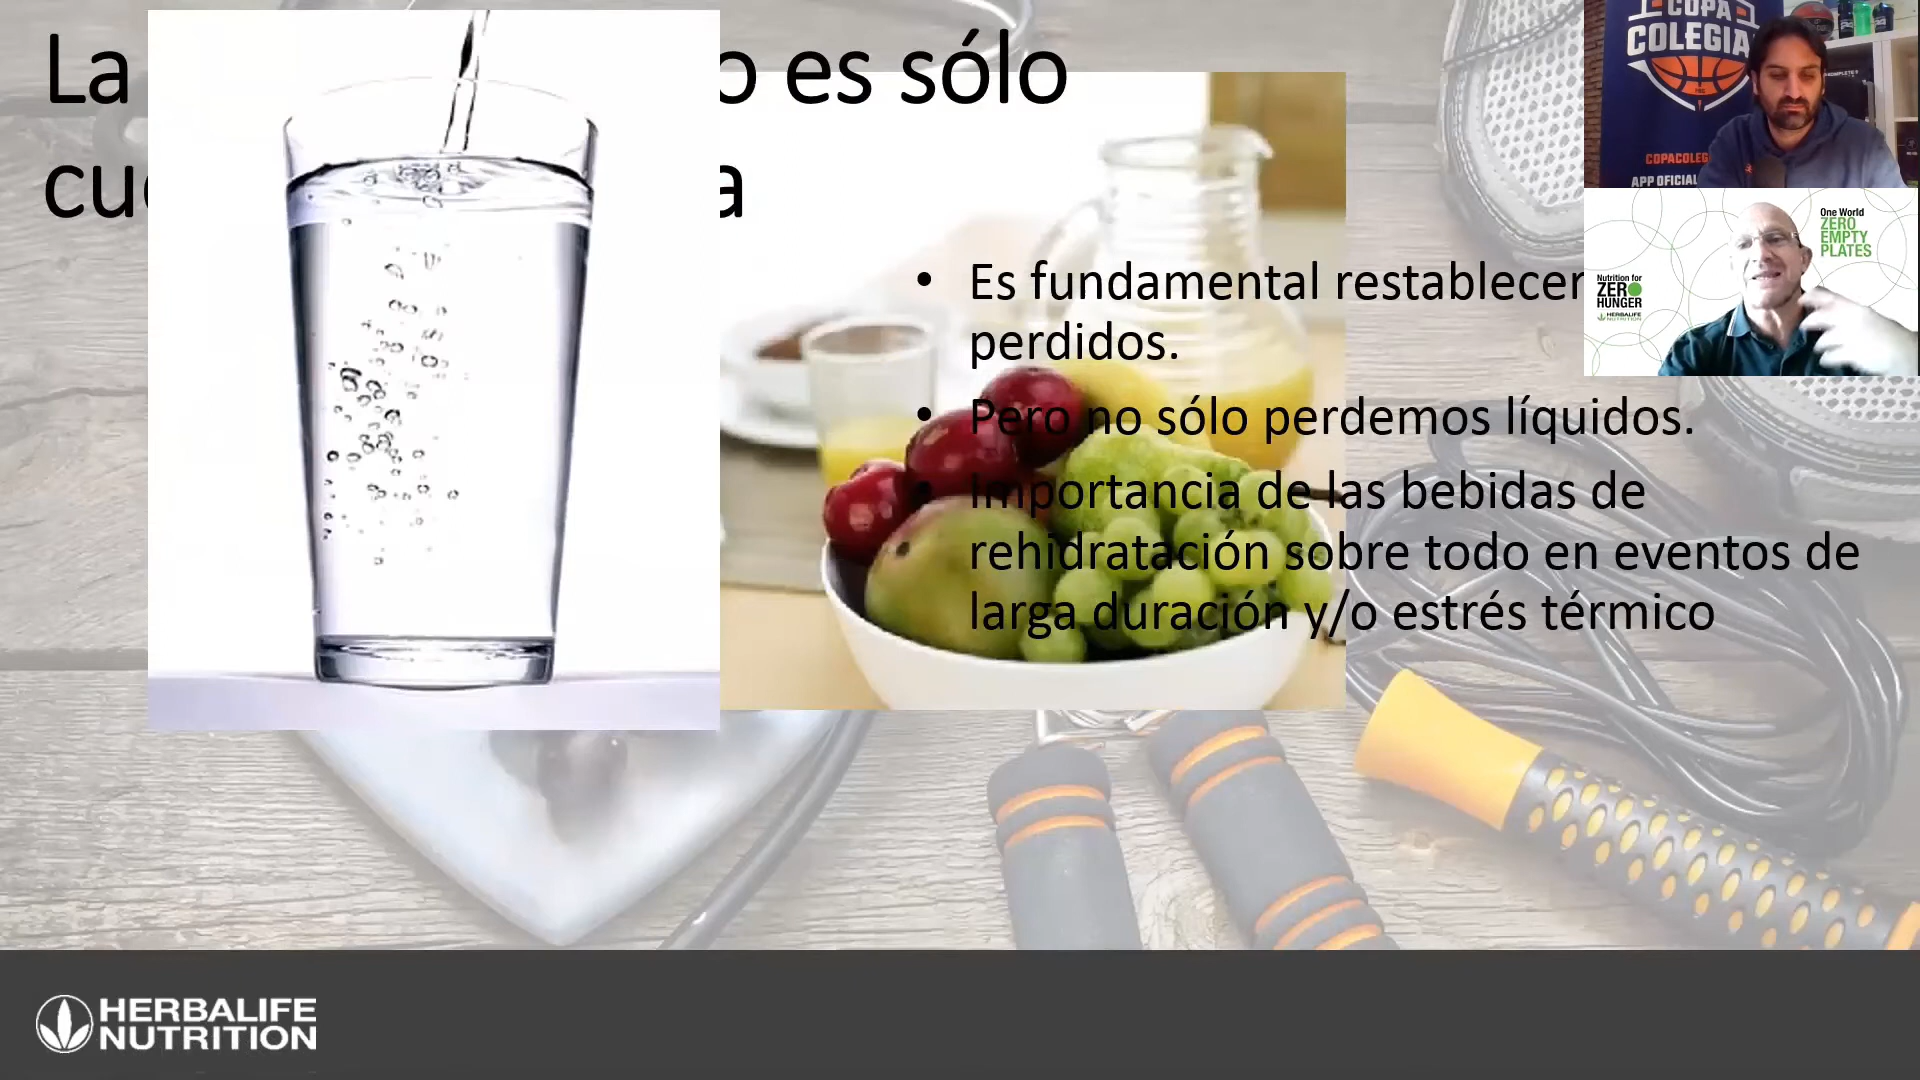 La o es sólo
cu a
• Es fundamental restablecer
perdidos.
• Pero no sólo perdemos líquidos.
• Importancia de las bebidas de
rehidratación sobre todo en eventos de
larga duración y/o estrés térmico
COPA
COLEGIA
COPACOLEG
APP OFICIAL
One World
ZERO
EMPTY
PLATES
Nutrition for
ZERO
HUNGER
HERBALIFE
NUTRITION
HERBALIFE
NUTRITION